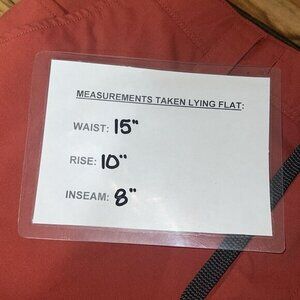 MEASUREMENTS TAKEN LYING FLAT:
WAIST: 15"
RISE: 10"
INSEAM: 8"